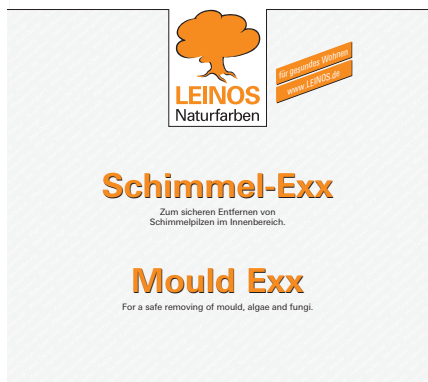 LEINOS
Naturfarben
für gesundes Wohnen
www.LEINOS.de
Schimmel-Exx
Zum sicheren Entfernen von
Schimmelpilzen im Innenbereich.
Mould Exx
For a safe removing of mould, algae and fungi.